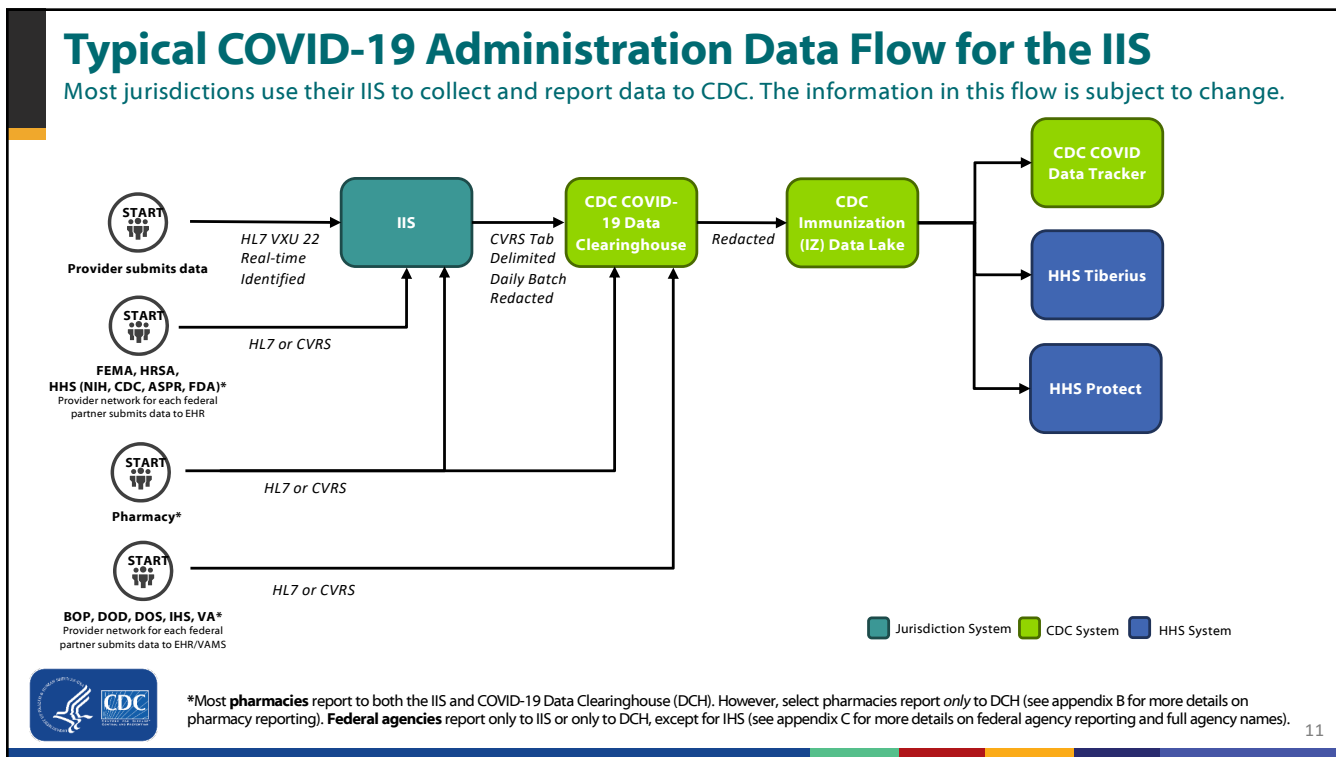 Typical COVID-19 Administration Data Flow for the IIS
Most jurisdictions use their IIS to collect and report data to CDC. The information in this flow is subject to change.
START
Provider submits data
HL7 VXU 22
Real-time
Identified
IIS
CVRS Tab
Delimited
Daily Batch
Redacted
CDC COVID-
19 Data
Clearinghouse
Redacted
CDC
Immunization
(IZ) Data Lake
CDC COVID
Data Tracker
HHS Tiberius
HHS Protect
START
HL7 or CVRS
FEMA, HRSA,
HHS (NIH, CDC, ASPR, FDA)*
Provider network for each federal
partner submits data to EHR
START
HL7 or CVRS
Pharmacy*
START
HL7 or CVRS
BOP, DOD, DOS, IHS, VA*
Provider network for each federal
partner submits data to EHR/VAMS
Jurisdiction System
CDC System
HHS System
CDC
*Most pharmacies report to both the IIS and COVID-19 Data Clearinghouse (DCH). However, select pharmacies report only to DCH (see appendix B for more details on
pharmacy reporting). Federal agencies report only to IIS or only to DCH, except for IHS (see appendix C for more details on federal agency reporting and full agency names).
11